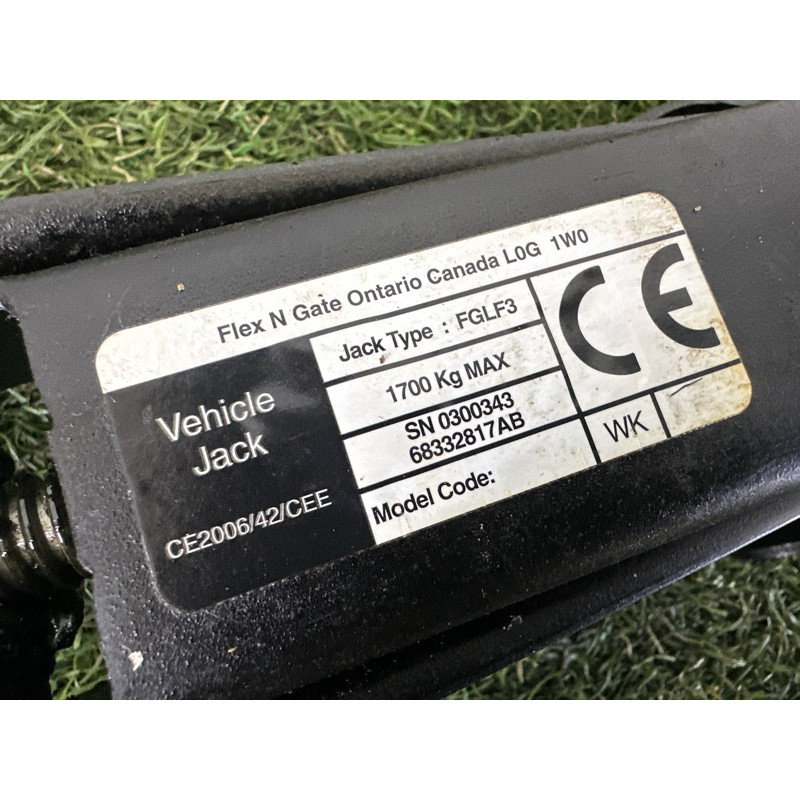 Flex N Gate Ontario Canada L0G 1W0
Vehicle
Jack
CE2006/42/CEE
Jack Type : FGLF3
1700 Kg MAX
SN 0300343
68332817AB
Model Code:
CE
WK